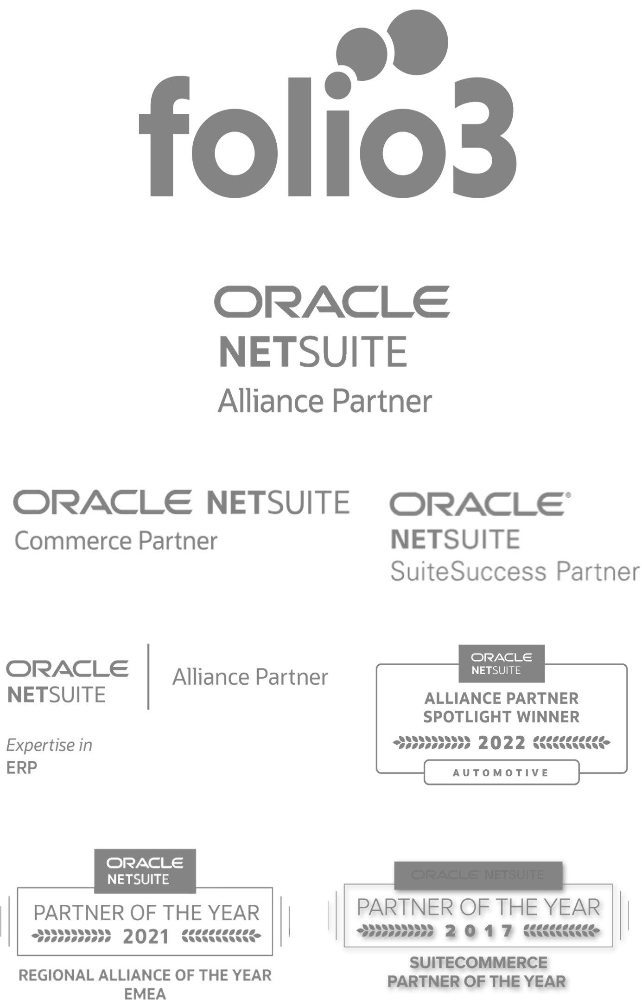 folio3
ORACLE
NETSUITE
Alliance Partner
ORACLE NETSUITE
Commerce Partner
ORACLE®
NETSUITE
SuiteSuccess Partner
ORACLE
NETSUITE
Alliance Partner
Expertise in
ERP
ORACLE
NETSUITE
ALLIANCE PARTNER
SPOTLIGHT WINNER
2022
AUTOMOTIVE
ORACLE
NETSUITE
PARTNER OF THE YEAR
2021
REGIONAL ALLIANCE OF THE YEAR
EMEA
ORACLE® NETSUITE
PARTNER OF THE YEAR
2017
SUITECOMMERCE
PARTNER OF THE YEAR